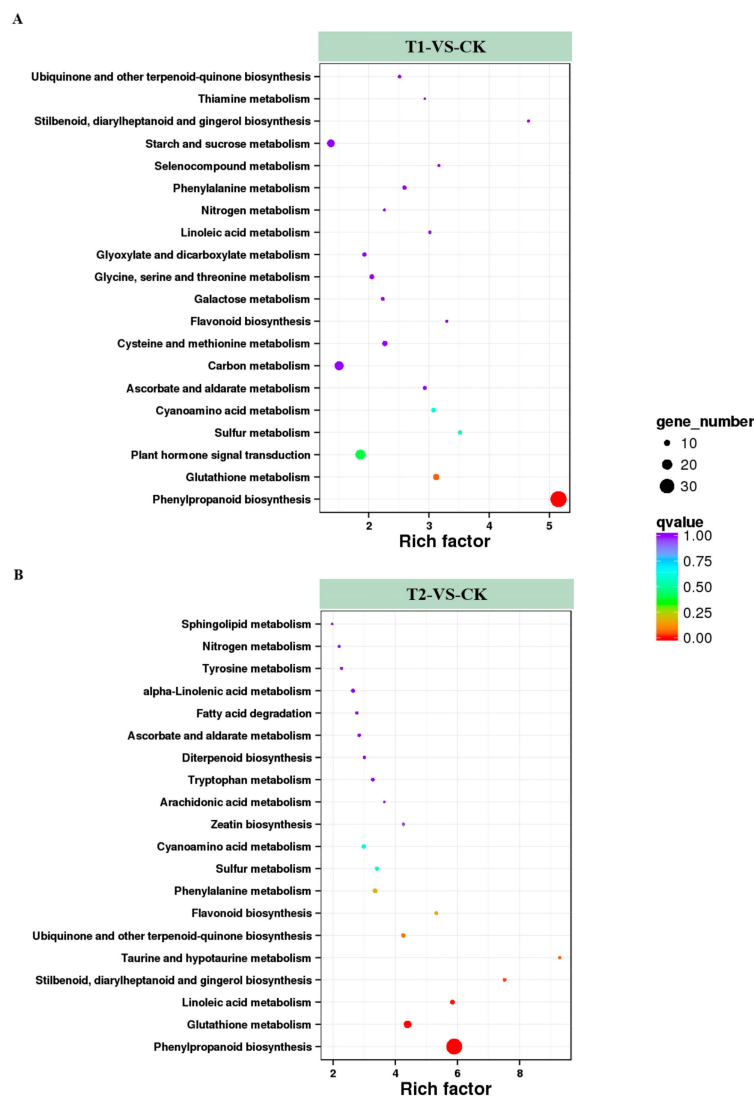 A
T1-VS-CK
Ubiquinone and other terpenoid-quinone biosynthesis
Thiamine metabolism
Stilbenoid, diarylheptanoid and gingerol biosynthesis
Starch and sucrose metabolism
Selenocompound metabolism
Phenylalanine metabolism
Nitrogen metabolism
Linoleic acid metabolism
Glyoxylate and dicarboxylate metabolism
Glycine, serine and threonine metabolism
Galactose metabolism
Flavonoid biosynthesis
Cysteine and methionine metabolism
Carbon metabolism
Ascorbate and aldarate metabolism
Cyanoamino acid metabolism
Sulfur metabolism
Plant hormone signal transduction
Glutathione metabolism
Phenylpropanoid biosynthesis
2 3 4 5
Rich factor
gene_number
10
20
30
qvalue
1.00
0.75
0.50
0.25
0.00
B
T2-VS-CK
Sphingolipid metabolism
Nitrogen metabolism
Tyrosine metabolism
alpha-Linolenic acid metabolism
Fatty acid degradation
Ascorbate and aldarate metabolism
Diterpenoid biosynthesis
Tryptophan metabolism
Arachidonic acid metabolism
Zeatin biosynthesis
Cyanoamino acid metabolism
Sulfur metabolism
Phenylalanine metabolism
Flavonoid biosynthesis
Ubiquinone and other terpenoid-quinone biosynthesis
Taurine and hypotaurine metabolism
Stilbenoid, diarylheptanoid and gingerol biosynthesis
Linoleic acid metabolism
Glutathione metabolism
Phenylpropanoid biosynthesis
2 4 6 8
Rich factor